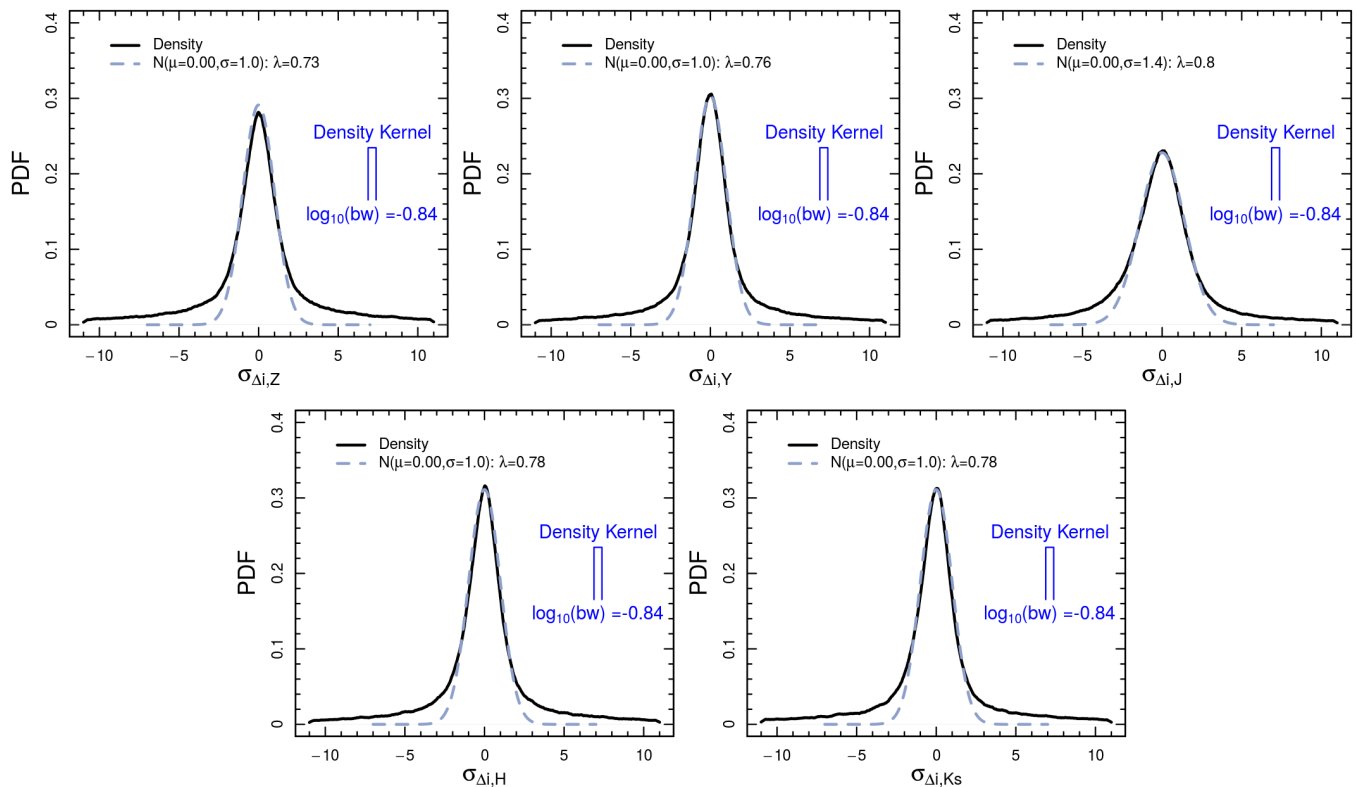 Density
N(μ=0.00,σ=1.0): λ=0.73
Density Kernel
log10(bw) =-0.84
PDF
0 0.1 0.2 0.3 0.4
−10 −5 0 5 10
σΔi,Z
Density
N(μ=0.00,σ=1.0): λ=0.76
Density Kernel
log10(bw) =-0.84
PDF
0 0.1 0.2 0.3 0.4
−10 −5 0 5 10
σΔi,Y
Density
N(μ=0.00,σ=1.4): λ=0.8
Density Kernel
log10(bw) =-0.84
PDF
0 0.1 0.2 0.3 0.4
−10 −5 0 5 10
σΔi,J
Density
N(μ=0.00,σ=1.0): λ=0.78
Density Kernel
log10(bw) =-0.84
PDF
0 0.1 0.2 0.3 0.4
−10 −5 0 5 10
σΔi,H
Density
N(μ=0.00,σ=1.0): λ=0.78
Density Kernel
log10(bw) =-0.84
PDF
0 0.1 0.2 0.3 0.4
−10 −5 0 5 10
σΔi,Ks